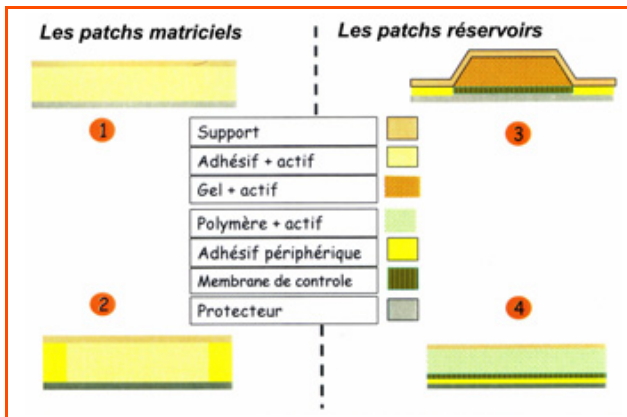 Les patchs matriciels
Les patchs réservoirs
1
3
Support
Adhésif + actif
Gel + actif
Polymère + actif
Adhésif périphérique
Membrane de controle
Protecteur
2
4